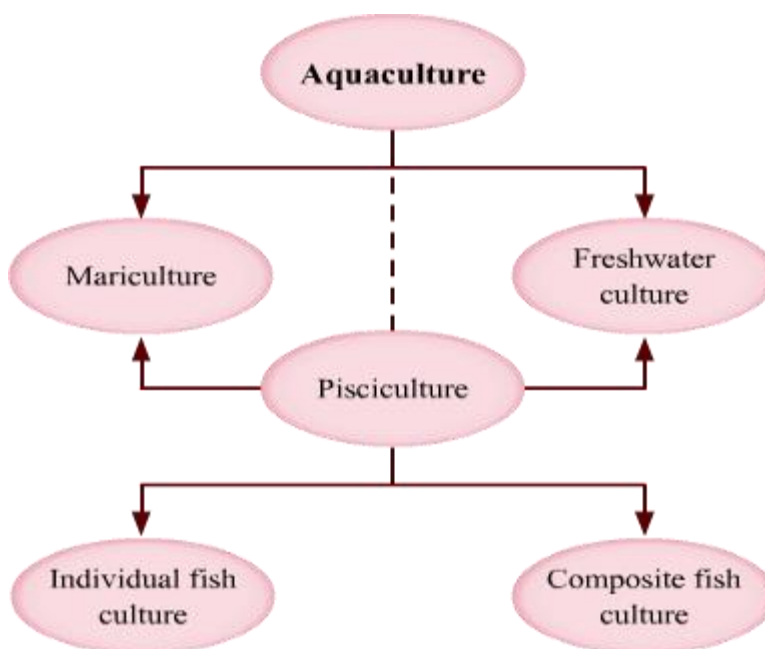 Aquaculture
Mariculture
Freshwater
culture
Pisciculture
Individual fish
culture
Composite fish
culture